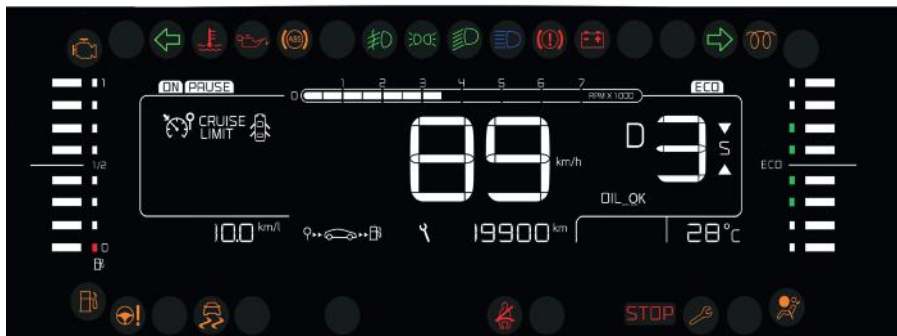 ABS
1 2 3 4 5 6 7
ON PAUSE 0 RPM X 1000 ECO
1
CRUISE
LIMIT
89 km/h
D 3 S
1/2
ECO
OIL_OK
10.0 km/l
19900 km
28°C
0
STOP